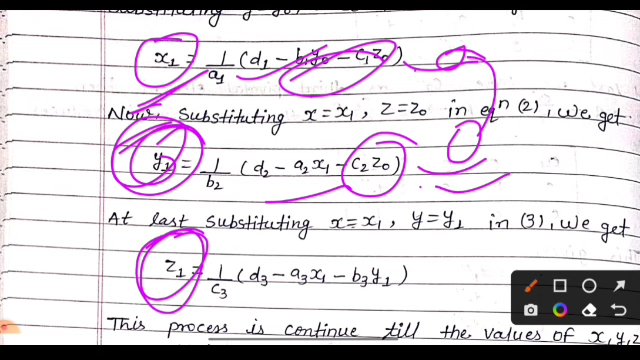 Substituting y=y0,
x1 = 1/a1 (d1 - b1y0 - c1z0)
Now, substituting x=x1, z=z0 in eqn (2), we get
y1 = 1/b2 (d2 - a2x1 - c2z0)
At last substituting x=x1, y=y1 in (3), we get
z1 = 1/c3 (d3 - a3x1 - b3y1)
This process is continue till the values of x, y, z